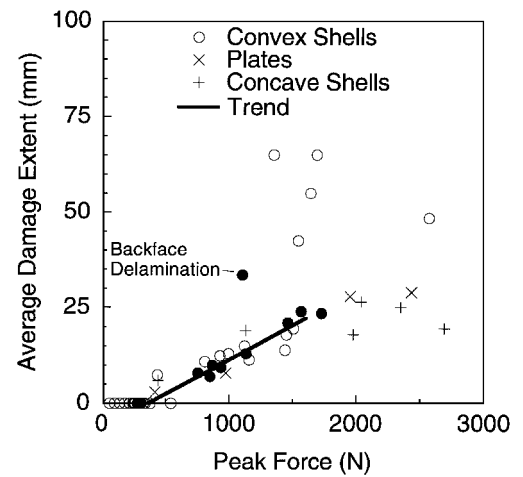 100
Convex Shells
Plates
Concave Shells
Trend
75
Average Damage Extent (mm)
50
Backface
Delamination
25
0
0 1000 2000 3000
Peak Force (N)